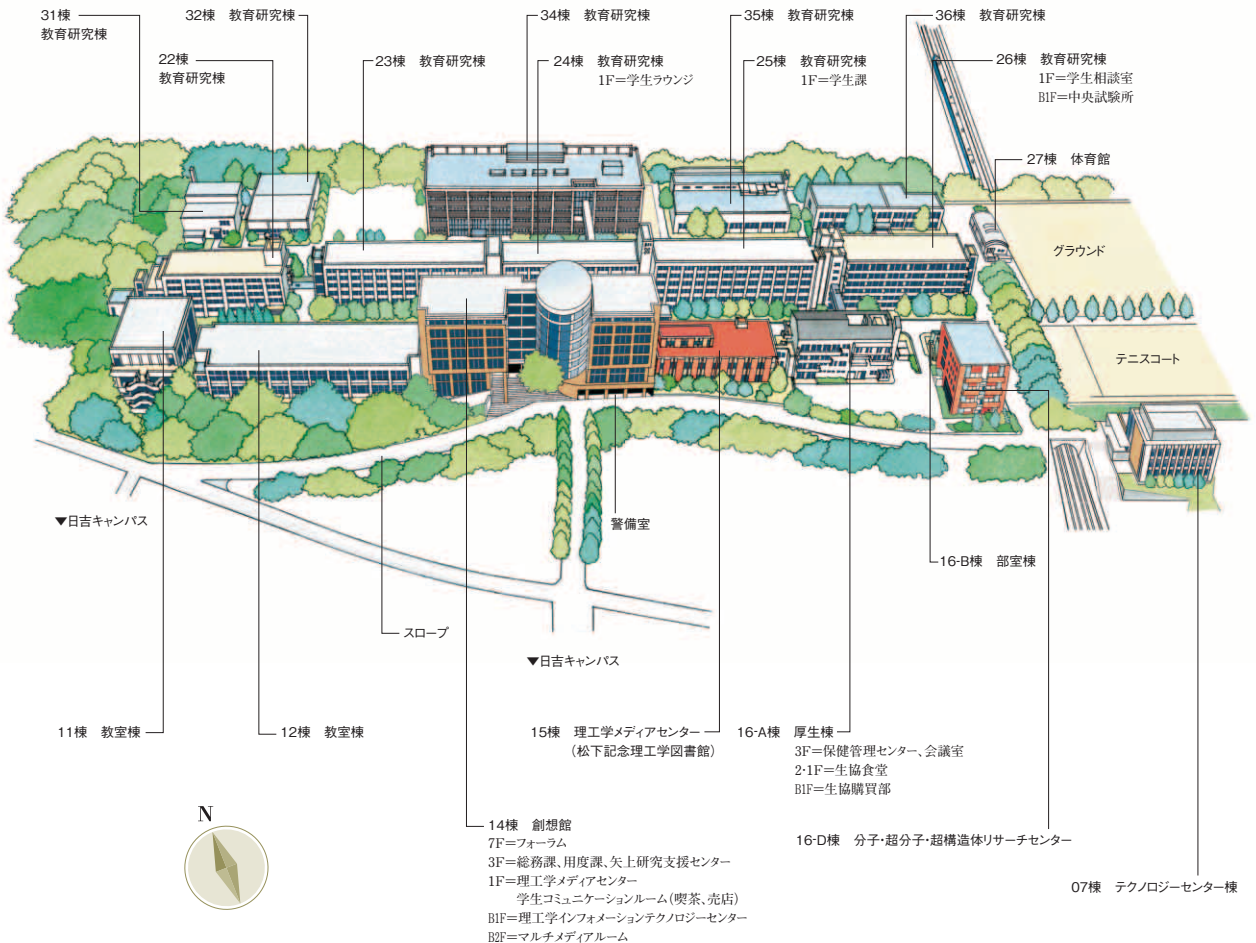 31棟
教育研究棟
32棟 教育研究棟
34棟 教育研究棟
35棟 教育研究棟
36棟 教育研究棟
22棟
教育研究棟
23棟 教育研究棟
24棟 教育研究棟
1F=学生ラウンジ
25棟 教育研究棟
1F=学生課
26棟 教育研究棟
1F=学生相談室
B1F=中央試験所
27棟 体育館
グラウンド
テニスコート
▼日吉キャンパス
警備室
16-B棟 部室棟
スロープ
▼日吉キャンパス
11棟 教室棟
12棟 教室棟
15棟 理工学メディアセンター
(松下記念理工学図書館)
16-A棟 厚生棟
3F=保健管理センター、会議室
2・1F=生協食堂
B1F=生協購買部
N
14棟 創想館
7F=フォーラム
3F=総務課、用度課、矢上研究支援センター
1F=理工学メディアセンター
学生コミュニケーションルーム(喫茶、売店)
B1F=理工学インフォメーションテクノロジーセンター
B2F=マルチメディアルーム
16-D棟 分子・超分子・超構造体リサーチセンター
07棟 テクノロジーセンター棟